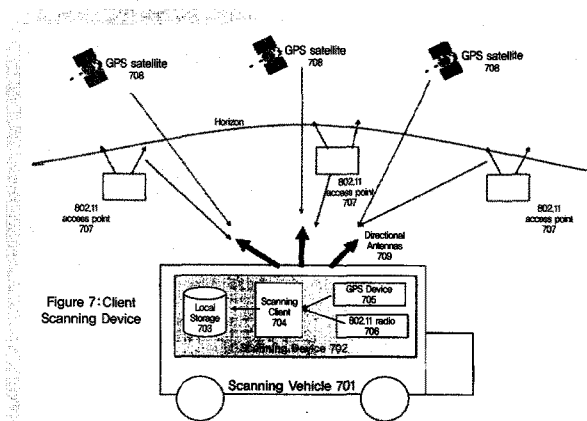 GPS satellite
708
GPS satellite
708
GPS satellite
708
Horizon
802.11
access point
707
802.11
access point
707
802.11
access point
707
Directional
Antennas
709
Figure 7:Client
Scanning Device
Local
Storage
703
Scanning
Client
704
GPS Device
705
802.11 radio
706
Scanning Device 702
Scanning Vehicle 701